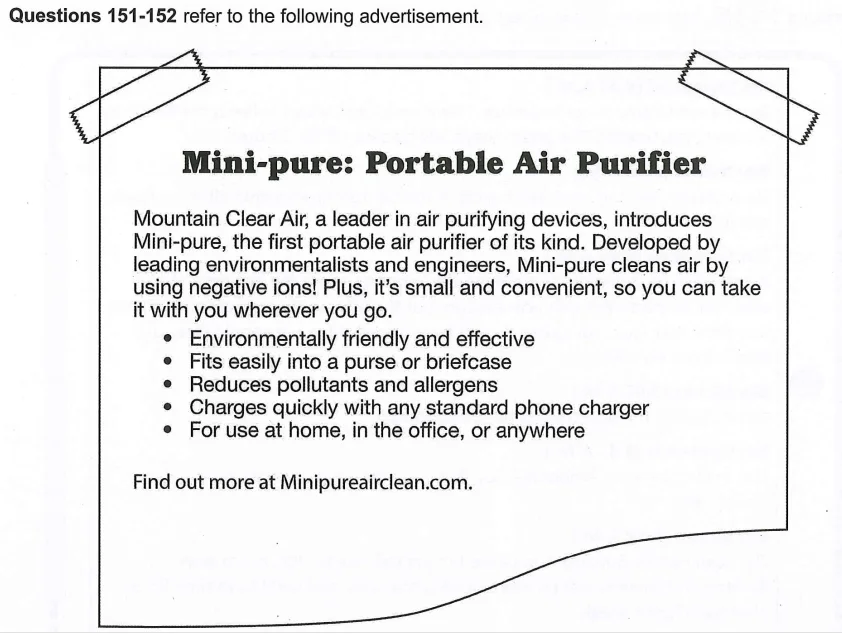 Questions 151-152 refer to the following advertisement.
Mini-pure: Portable Air Purifier
Mountain Clear Air, a leader in air purifying devices, introduces
Mini-pure, the first portable air purifier of its kind. Developed by
leading environmentalists and engineers, Mini-pure cleans air by
using negative ions! Plus, it's small and convenient, so you can take
it with you wherever you go.
• Environmentally friendly and effective
• Fits easily into a purse or briefcase
• Reduces pollutants and allergens
• Charges quickly with any standard phone charger
• For use at home, in the office, or anywhere
Find out more at Minipureairclean.com.